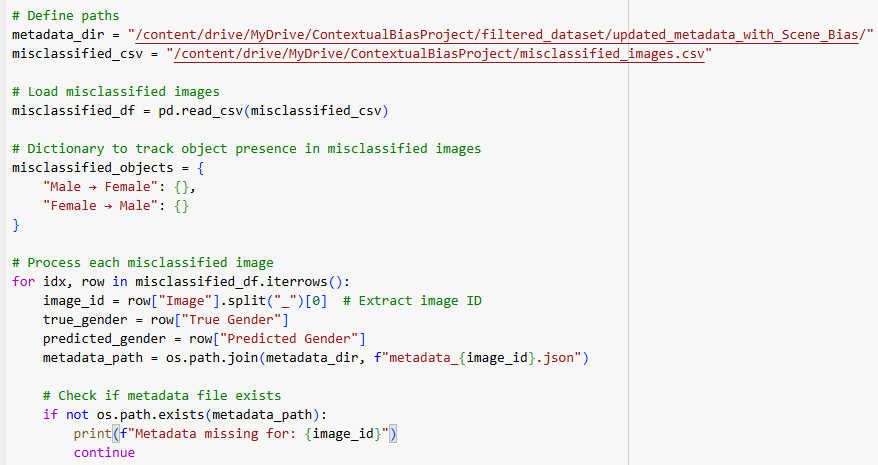 # Define paths
metadata_dir = "/content/drive/MyDrive/ContextualBiasProject/filtered_dataset/updated_metadata_with_Scene_Bias/"
misclassified_csv = "/content/drive/MyDrive/ContextualBiasProject/misclassified_images.csv"

# Load misclassified images
misclassified_df = pd.read_csv(misclassified_csv)

# Dictionary to track object presence in misclassified images
misclassified_objects = {
    "Male → Female": {},
    "Female → Male": {}
}

# Process each misclassified image
for idx, row in misclassified_df.iterrows():
    image_id = row["Image"].split("_")[0]  # Extract image ID
    true_gender = row["True Gender"]
    predicted_gender = row["Predicted Gender"]
    metadata_path = os.path.join(metadata_dir, f"metadata_{image_id}.json")

    # Check if metadata file exists
    if not os.path.exists(metadata_path):
        print(f"Metadata missing for: {image_id}")
        continue